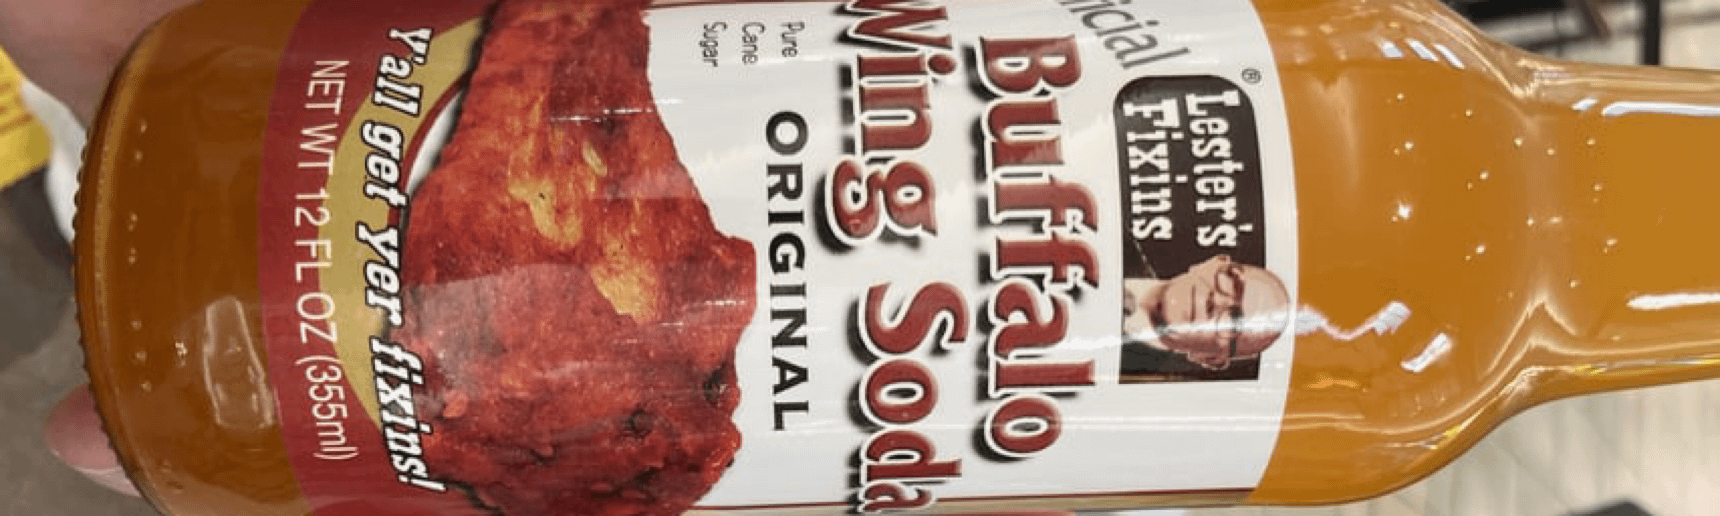 Lester's
Fixins
®
Buffalo
Wing Soda
ORIGINAL
Pure
Cane
Sugar
Y'all get yer fixins!
NET WT 12 FL OZ (355ml)